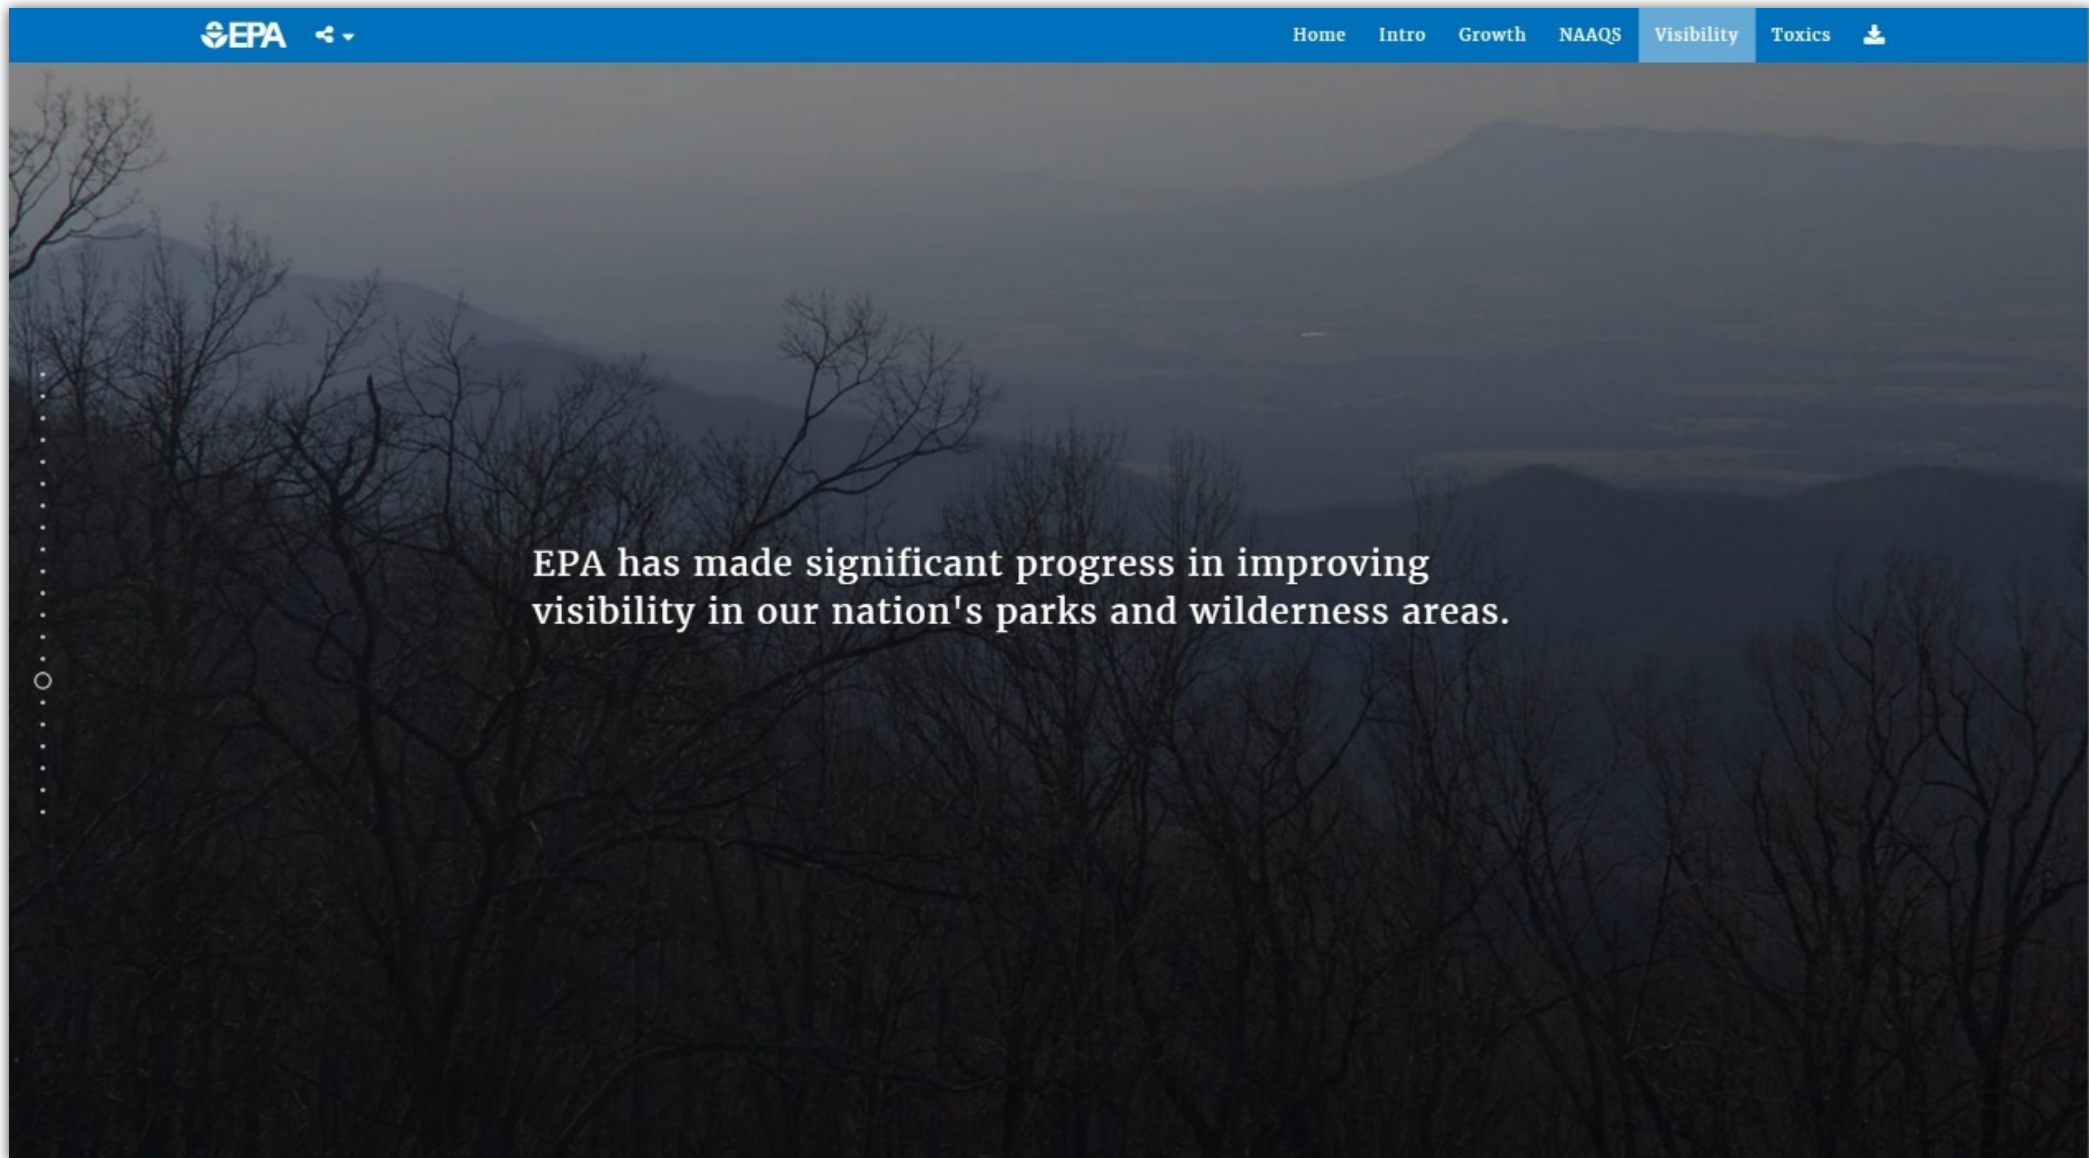 EPA
Home Intro Growth NAAQS Visibility Toxics
EPA has made significant progress in improving
visibility in our nation's parks and wilderness areas.